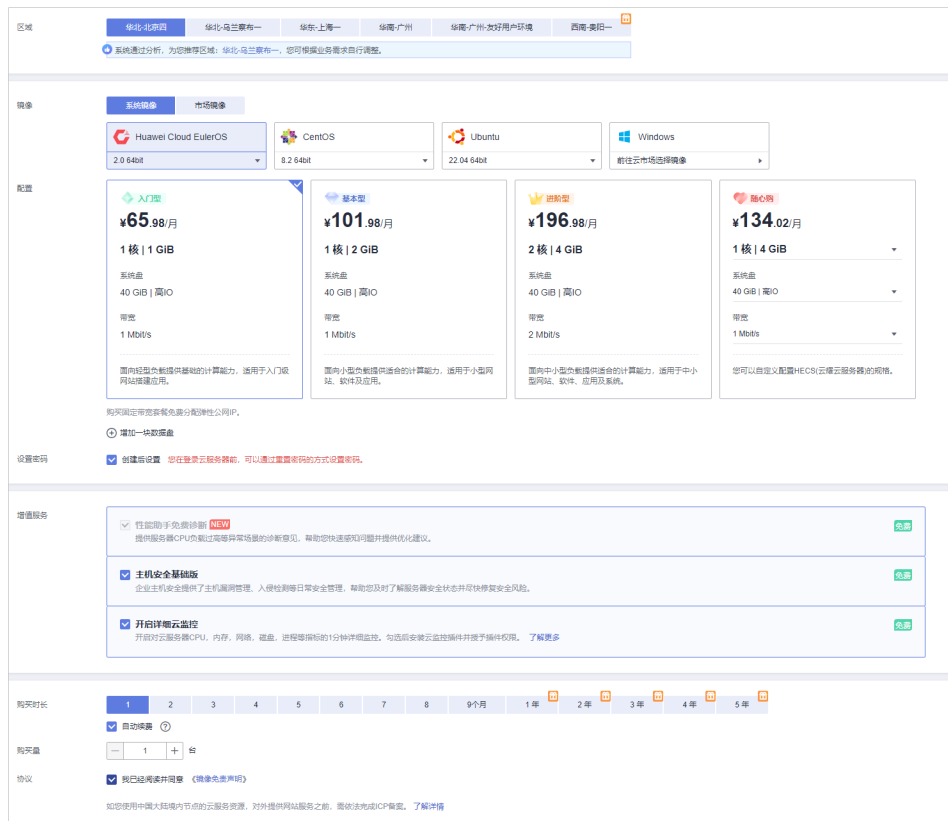 区域
华北-北京四 华北-乌兰察布一 华东-上海一 华南-广州 华南-广州-友好用户环境 西南-贵阳一
系统通过分析，为您推荐区域：华北-乌兰察布一，您可根据业务需求自行调整。
镜像
系统镜像 市场镜像
Huawei Cloud EulerOS CentOS Ubuntu Windows
2.0 64bit 8.2 64bit 22.04 64bit 前往云市场选择镜像
配置
入门型 基本型 进阶型 随心购
¥65.98/月 ¥101.98/月 ¥196.98/月 ¥134.02/月
1 核 | 1 GiB 1 核 | 2 GiB 2 核 | 4 GiB 1 核 | 4 GiB
系统盘 系统盘 系统盘 系统盘
40 GiB | 高IO 40 GiB | 高IO 40 GiB | 高IO 40 GiB | 高IO
带宽 带宽 带宽 带宽
1 Mbit/s 1 Mbit/s 2 Mbit/s 1 Mbit/s
面向轻型负载提供基础的计算能力，适用于入门级 面向小型负载提供适合的计算能力，适用于小型网 面向中小型负载提供适合的计算能力，适用于中小 您可以自定义配置HECS(云耀云服务器)的规格。
网站搭建应用。 站、软件及应用。 型网站、软件、应用及系统。
购买固定带宽套餐免费分配弹性公网IP。
增加一块数据盘
设置密码
创建后设置 您在登录云服务器前，可以通过重置密码的方式设置密码。
增值服务
性能助手免费诊断 NEW 免费
提供服务器CPU负载过高等异常场景的诊断意见，帮助您快速感知问题并提供优化建议。
主机安全基础版 免费
企业主机安全提供了主机漏洞管理、入侵检测等日常安全管理，帮助您及时了解服务器安全状态并尽快修复安全风险。
开启详细云监控 免费
开启对云服务器CPU，内存，网络，磁盘，进程等指标的1分钟详细监控。勾选后安装云监控插件并授予插件权限。 了解更多
购买时长
1 2 3 4 5 6 7 8 9个月 1 年 2 年 3 年 4 年 5 年
自动续费 ?
购买量
1 台
协议
我已经阅读并同意 《镜像免责声明》
如您使用中国大陆境内节点的云服务资源，对外提供网站服务之前，需依法完成ICP备案。 了解详情